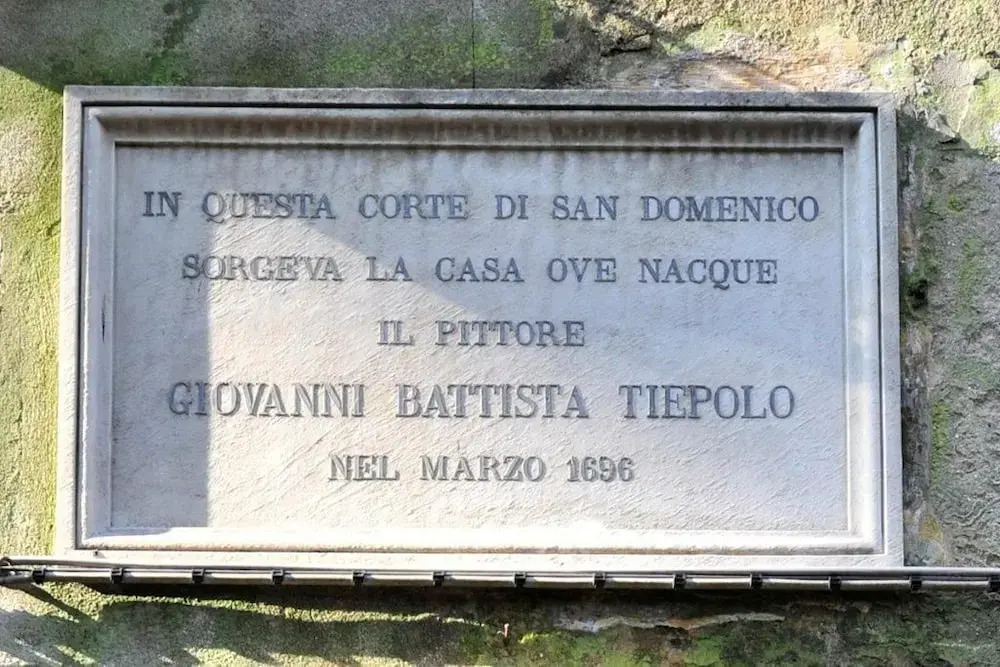 IN QUESTA CORTE DI SAN DOMENICO
SORGEVA LA CASA OVE NACQUE
IL PITTORE
GIOVANNI BATTISTA TIEPOLO
NEL MARZO 1696